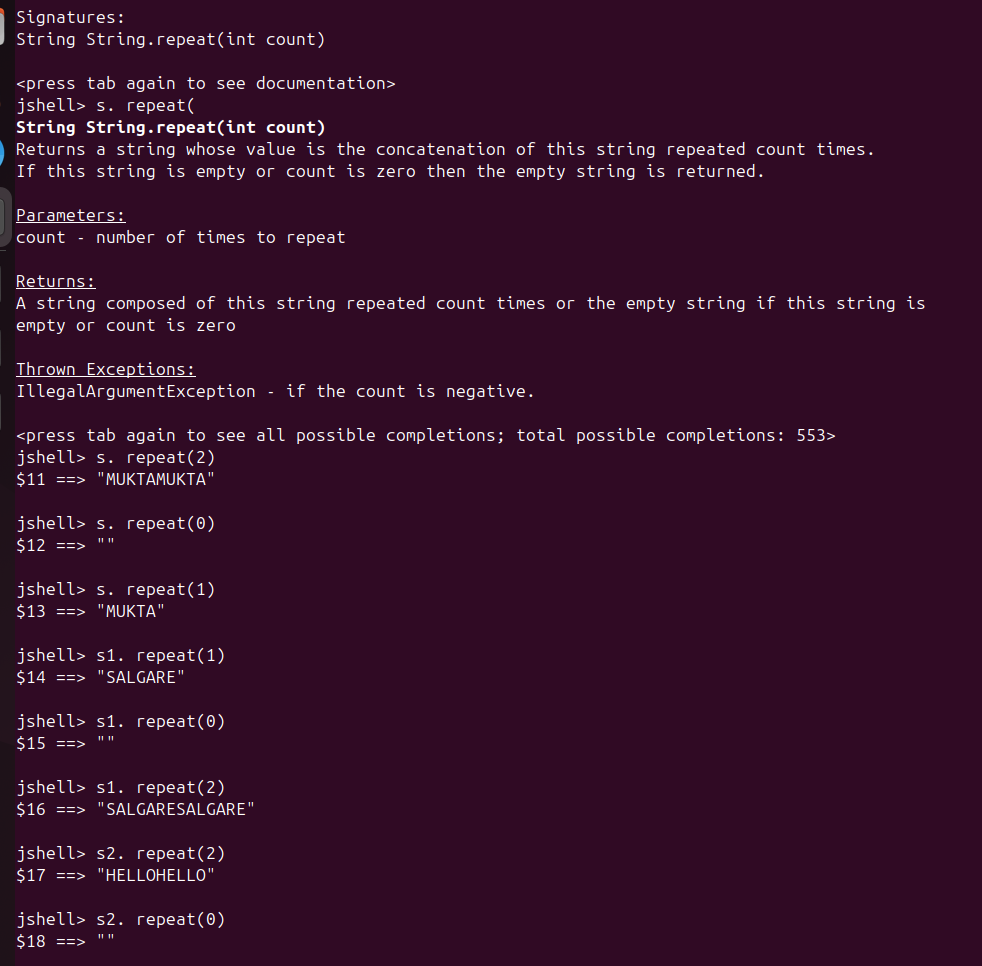 Signatures:
String String.repeat(int count)
<press tab again to see documentation>
jshell> s. repeat(
String String.repeat(int count)
Returns a string whose value is the concatenation of this string repeated count times.
If this string is empty or count is zero then the empty string is returned.
Parameters:
count - number of times to repeat
Returns:
A string composed of this string repeated count times or the empty string if this string is
empty or count is zero
Thrown Exceptions:
IllegalArgumentException - if the count is negative.
<press tab again to see all possible completions; total possible completions: 553>
jshell> s. repeat(2)
$11 ==> "MUKTAMUKTA"
jshell> s. repeat(0)
$12 ==> ""
jshell> s. repeat(1)
$13 ==> "MUKTA"
jshell> s1. repeat(1)
$14 ==> "SALGARE"
jshell> s1. repeat(0)
$15 ==> ""
jshell> s1. repeat(2)
$16 ==> "SALGARESALGARE"
jshell> s2. repeat(2)
$17 ==> "HELLOHELLO"
jshell> s2. repeat(0)
$18 ==> ""